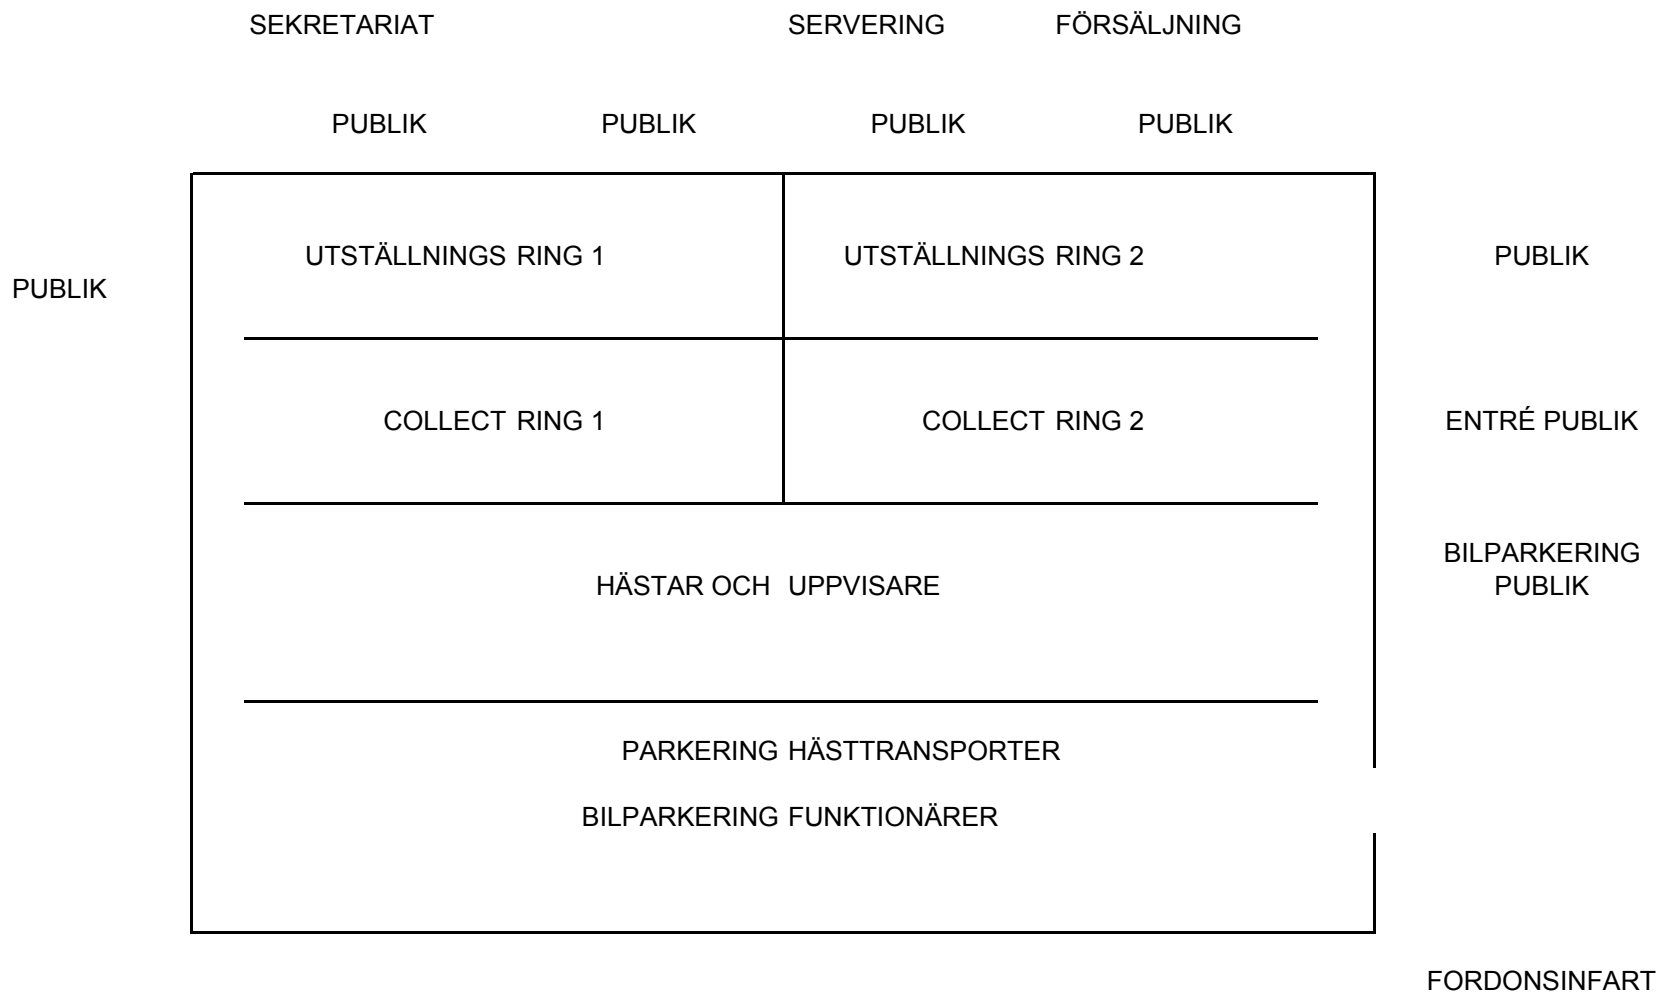 SEKRETARIAT SERVERING FÖRSÄLJNING
PUBLIK PUBLIK PUBLIK PUBLIK
UTSTÄLLNINGS RING 1 UTSTÄLLNINGS RING 2 PUBLIK
PUBLIK
COLLECT RING 1 COLLECT RING 2 ENTRÉ PUBLIK
BILPARKERING
HÄSTAR OCH UPPVISARE PUBLIK
PARKERING HÄSTTRANSPORTER
BILPARKERING FUNKTIONÄRER
FORDONSINFART